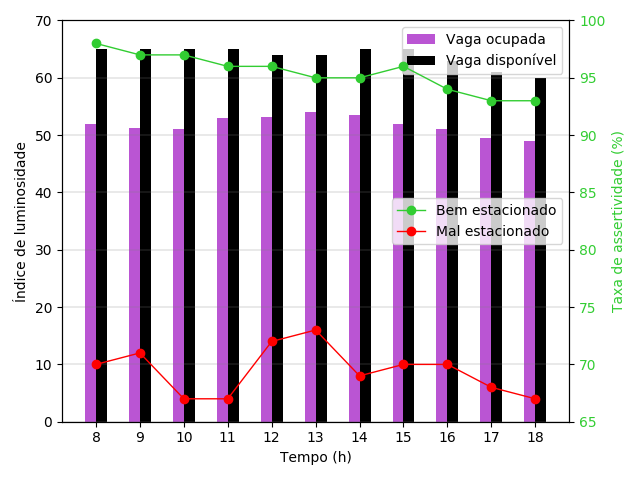 70
60
50
40
30
20
10
0
Índice de luminosidade
8 9 10 11 12 13 14 15 16 17 18
Tempo (h)
100
95
90
85
80
75
70
65
Taxa de assertividade (%)
Vaga ocupada
Vaga disponível
Bem estacionado
Mal estacionado